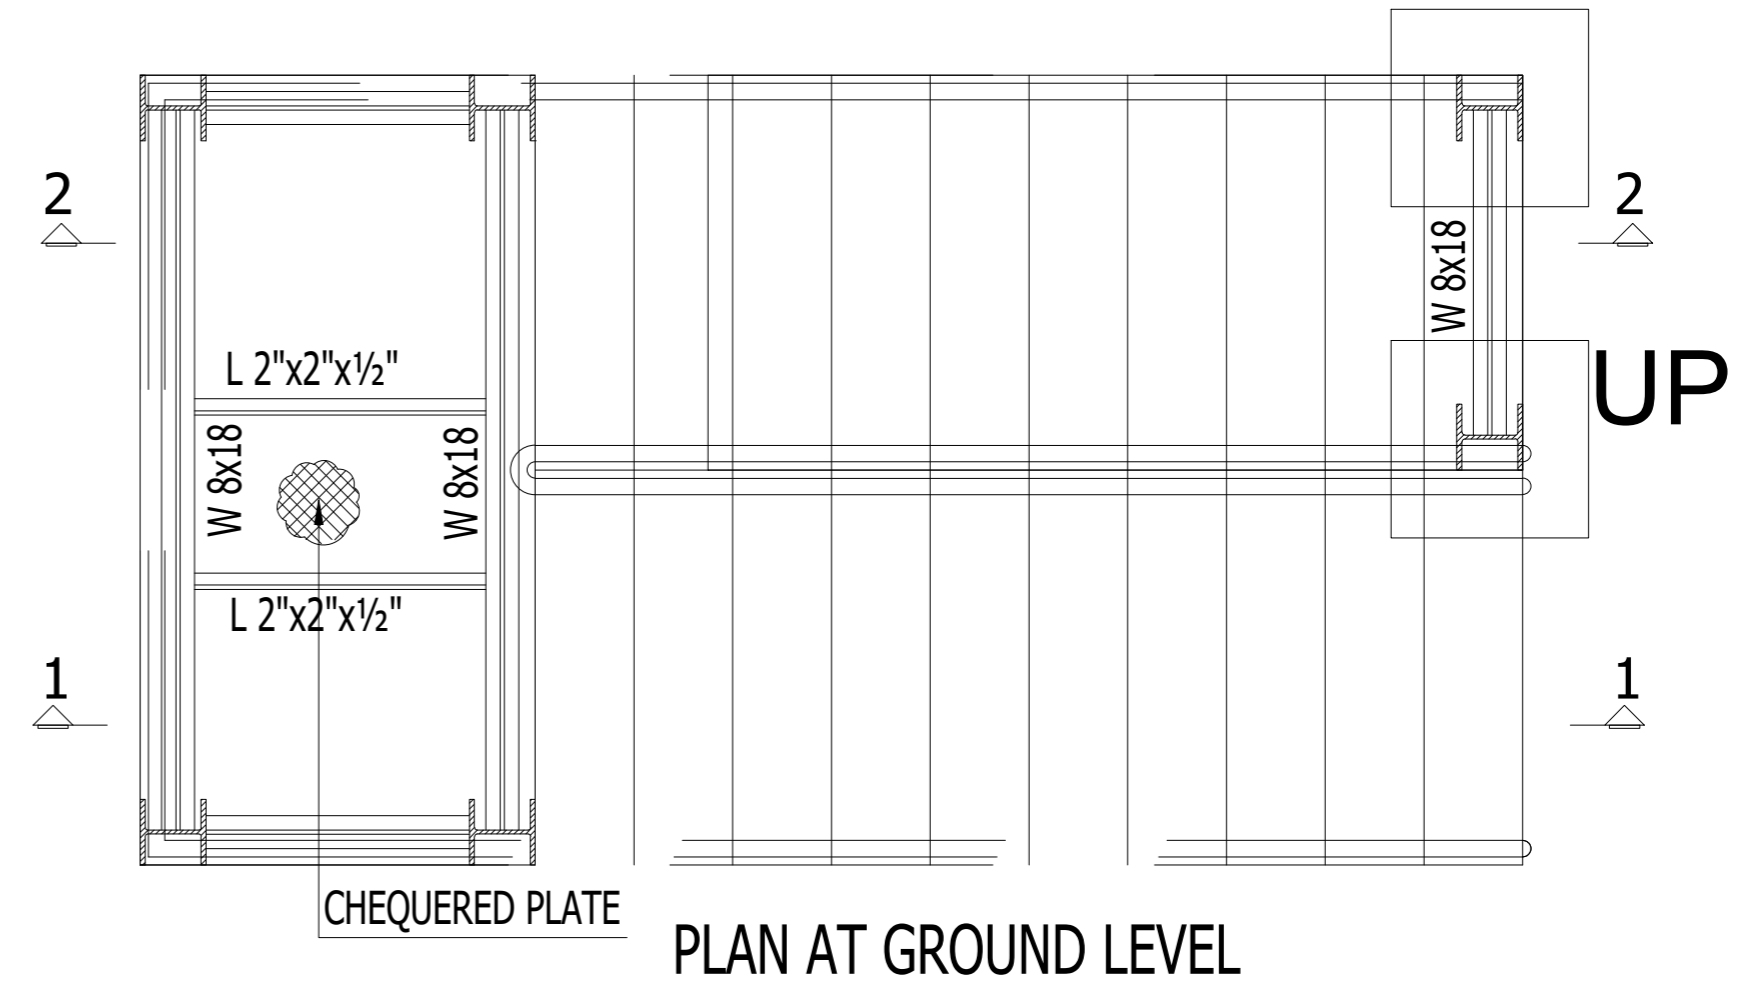 2
2
W 8x18
UP
L 2"x2"x½"
W 8x18
W 8x18
L 2"x2"x½"
1
1
CHEQUERED PLATE
PLAN AT GROUND LEVEL